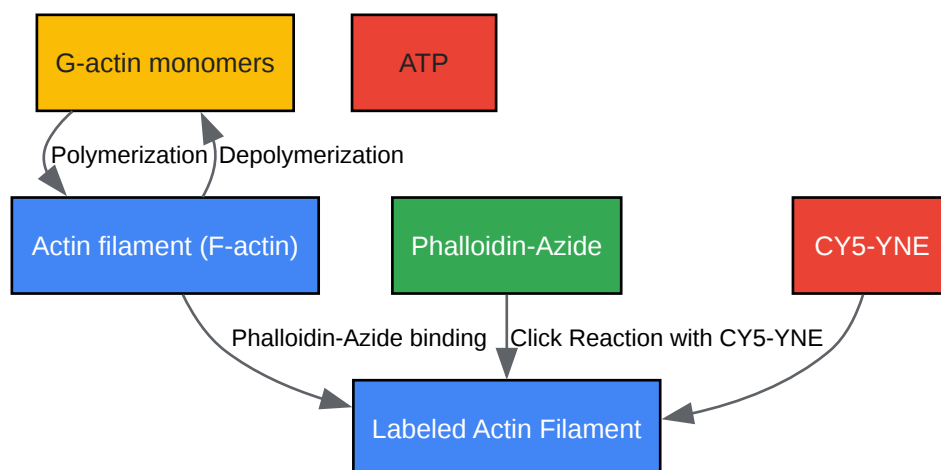 G-actin monomers
ATP
Polymerization
Depolymerization
Actin filament (F-actin)
Phalloidin-Azide
CY5-YNE
Phalloidin-Azide binding
Click Reaction with CY5-YNE
Labeled Actin Filament